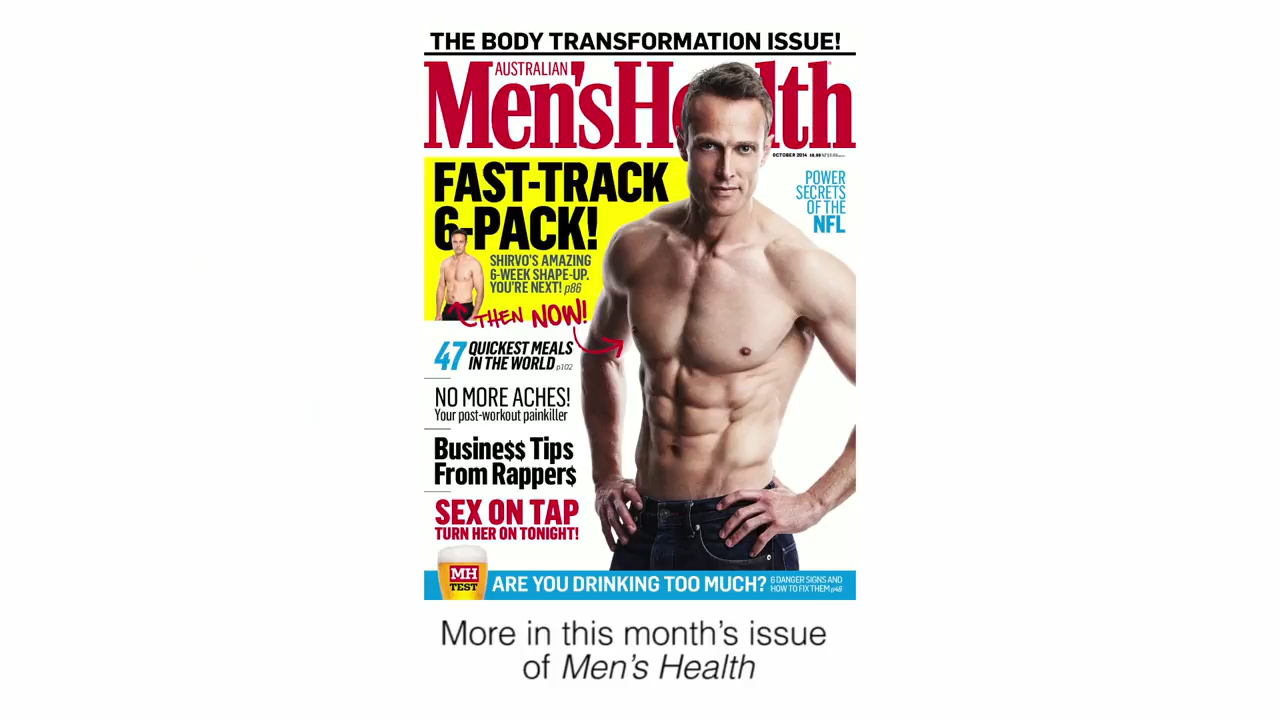 THE BODY TRANSFORMATION ISSUE!
AUSTRALIAN
Men'sHealth
OCTOBER 2014
POWER
SECRETS
OF THE
NFL
FAST-TRACK
6-PACK!
SHIRVO'S AMAZING
6-WEEK SHAPE-UP.
YOU'RE NEXT! p86
THEN NOW!
47 QUICKEST MEALS
IN THE WORLD p102
NO MORE ACHES!
Your post-workout painkiller
Busine$$ Tips
From Rapper$
SEX ON TAP
TURN HER ON TONIGHT!
MH
TEST
ARE YOU DRINKING TOO MUCH?
6 DANGER SIGNS AND
HOW TO FIX THEM p48
More in this month's issue
of Men's Health